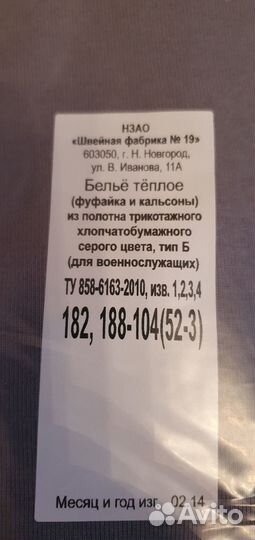 НЗАО
«Швейная фабрика № 19»
603050, г. Н. Новгород,
ул. В. Иванова, 11А
Бельё тёплое
(фуфайка и кальсоны)
из полотна трикотажного
хлопчатобумажного
серого цвета, тип Б
(для военнослужащих)
ТУ 858-6163-2010, изв. 1,2,3,4
182, 188-104(52-3)
Месяц и год изг. 02 14
Avito